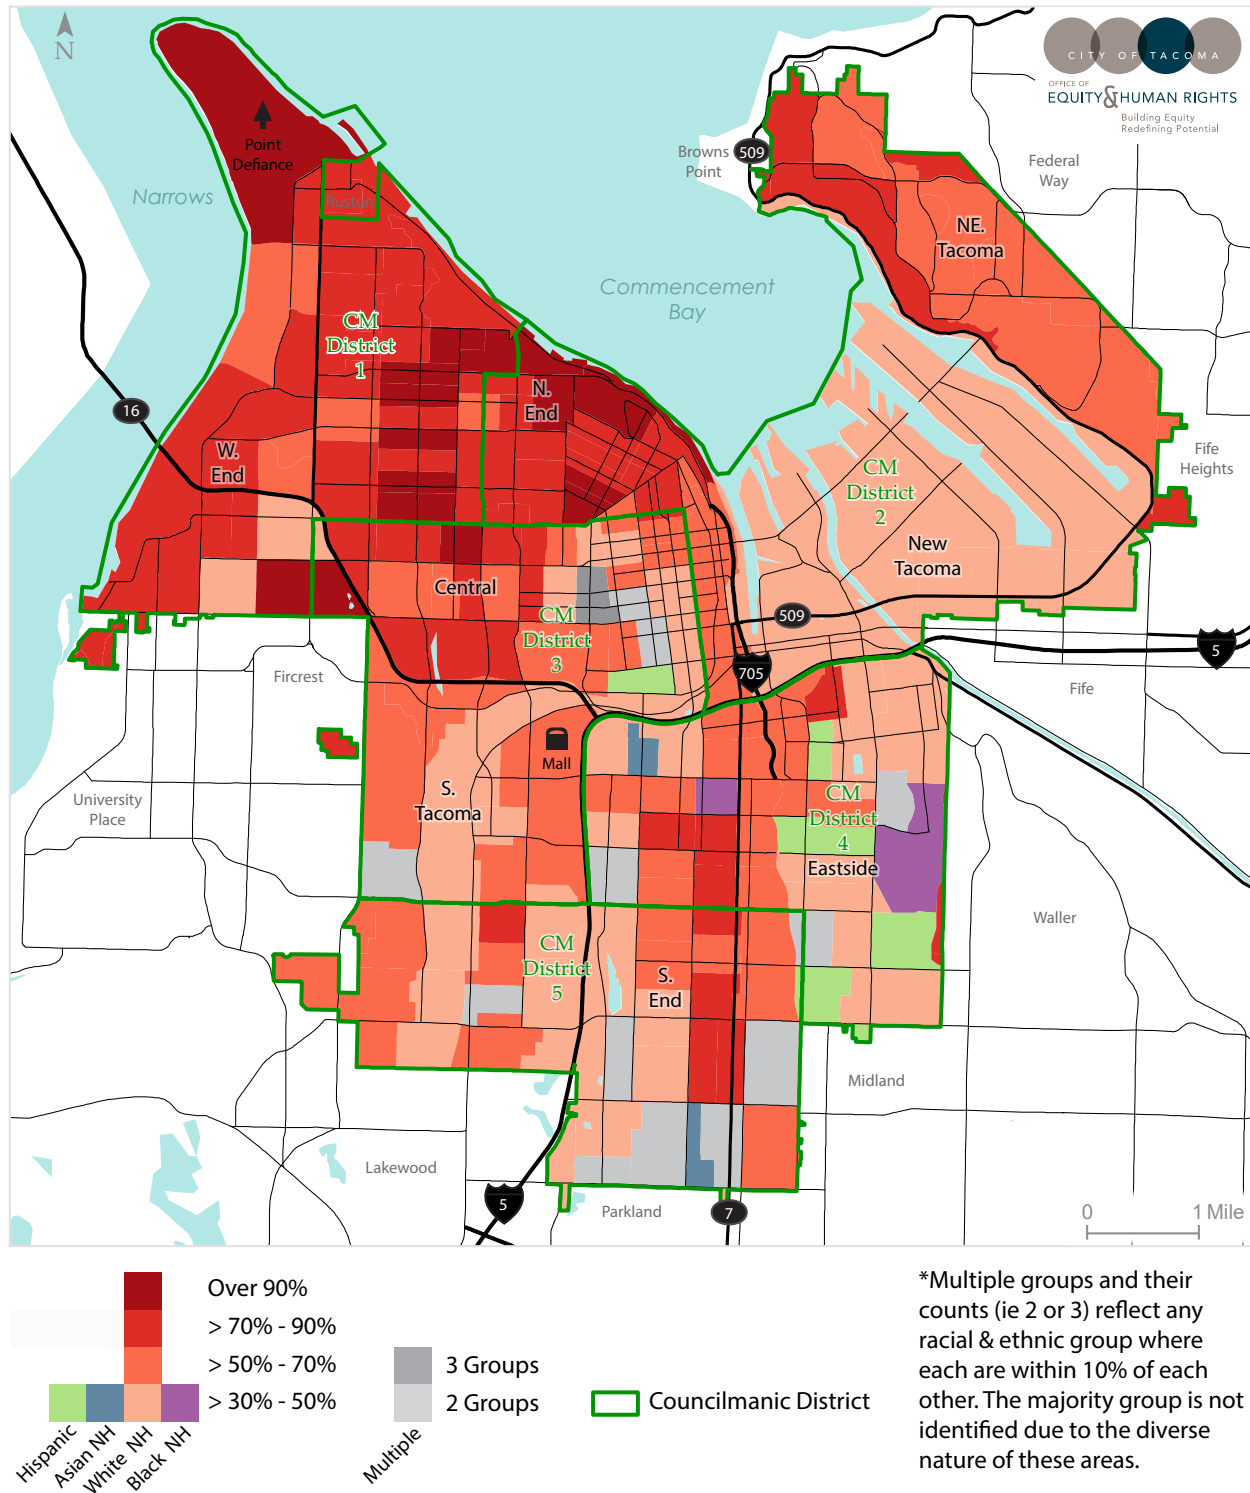 N
CITY OF TACOMA
OFFICE OF
EQUITY & HUMAN RIGHTS
Building Equity
Redefining Potential
Point
Defiance
Narrows
Ruston
Browns
Point
509
Federal
Way
NE.
Tacoma
Commencement
Bay
CM
District
1
N.
End
16
W.
End
CM
District
2
Fife
Heights
New
Tacoma
Central
CM
District
3
509
5
705
Fircrest
Fife
Mall
University
Place
S.
Tacoma
CM
District
4
Eastside
Waller
CM
District
5
S.
End
Midland
Lakewood
5
Parkland
7
0 1 Mile
Over 90%
> 70% - 90%
> 50% - 70%
> 30% - 50%
Hispanic
Asian NH
White NH
Black NH
3 Groups
2 Groups
Multiple
Councilmanic District
*Multiple groups and their
counts (ie 2 or 3) reflect any
racial & ethnic group where
each are within 10% of each
other. The majority group is not
identified due to the diverse
nature of these areas.